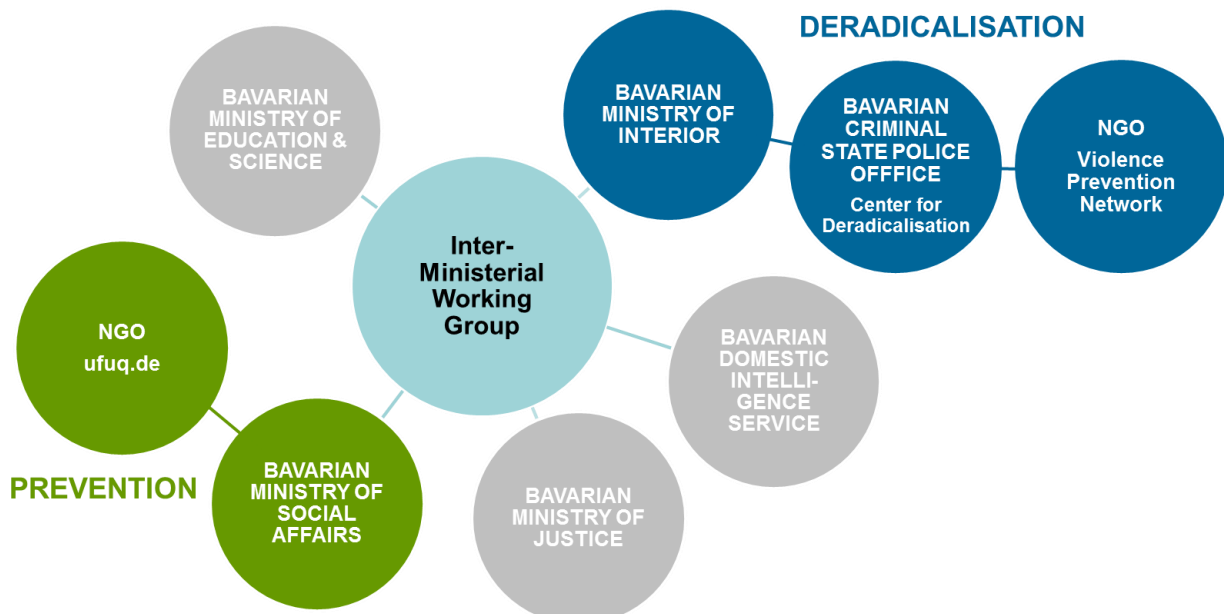 DERADICALISATION
BAVARIAN
MINISTRY OF
EDUCATION &
SCIENCE
BAVARIAN
MINISTRY OF
INTERIOR
BAVARIAN
CRIMINAL
STATE POLICE
OFFFICE
Center for
Deradicalisation
NGO
Violence
Prevention
Network
Inter-
Ministerial
Working
Group
NGO
ufuq.de
BAVARIAN
DOMESTIC
INTELLI-
GENCE
SERVICE
PREVENTION
BAVARIAN
MINISTRY OF
SOCIAL
AFFAIRS
BAVARIAN
MINISTRY OF
JUSTICE